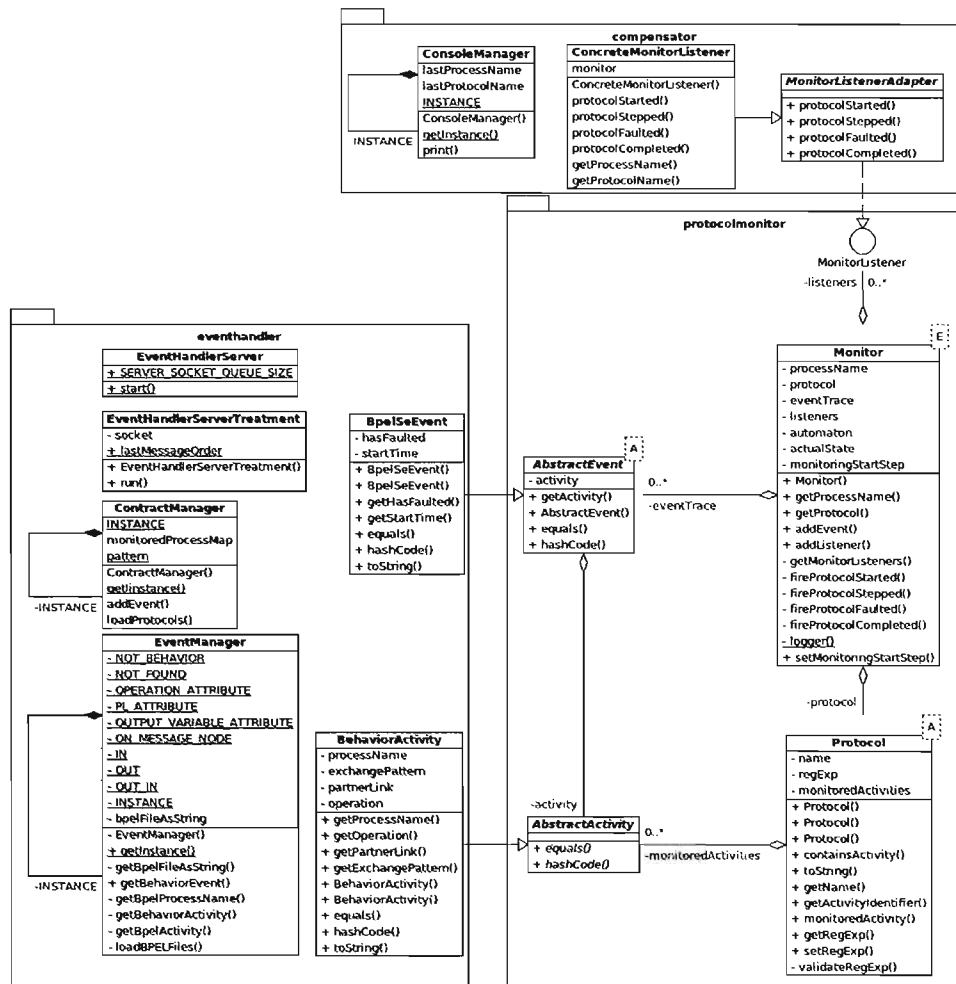 compensator
ConsoleManager
lastProcessName
lastProtocolName
INSTANCE
ConsoleManager()
getInstance()
print()
INSTANCE
ConcreteMonitorListener
monitor
ConcreteMonitorListener()
protocolStarted()
protocolStepped()
protocolFaulted()
protocolCompleted()
getProcessName()
getProtocolName()
MonitorListenerAdapter
+ protocolStarted()
+ protocolStepped()
+ protocolFaulted()
+ protocolCompleted()
protocolmonitor
MonitorListener
-listeners
0..*
eventhandler
EventHandlerServer
+ SERVER_SOCKET_QUEUE_SIZE
+ start()
EventHandlerServerTreatment
- socket
+ lastMessageOrder
+ EventHandlerServerTreatment()
+ run()
ContractManager
INSTANCE
monitoredProcessMap
pattern
ContractManager()
getInstance()
addEvent()
loadProtocols()
-INSTANCE
EventManager
- NOT_BEHAVIOR
- NOT_FOUND
- OPERATION_ATTRIBUTE
- PL_ATTRIBUTE
- OUTPUT_VARIABLE_ATTRIBUTE
- ON_MESSAGE_NODE
- IN
- OUT
- OUT_IN
- INSTANCE
- bpelFileAsString
- EventManager()
+ getInstance()
- getBpelFileAsString()
+ getBehaviorEvent()
- getBpelProcessName()
- getBehaviorActivity()
- getBpelActivity()
- loadBPELFiles()
-INSTANCE
BpelSeEvent
- hasFaulted
- startTime
+ BpelSeEvent()
+ BpelSeEvent()
+ getHasFaulted()
+ getStartTime()
+ equals()
+ hashCode()
+ toString()
BehaviorActivity
- processName
- exchangePattern
- partnerLink
- operation
+ getProcessName()
+ getOperation()
+ getPartnerLink()
+ getExchangePattern()
+ BehaviorActivity()
+ BehaviorActivity()
+ equals()
+ hashCode()
+ toString()
A
AbstractEvent
- activity
+ getActivity()
+ AbstractEvent()
+ equals()
+ hashCode()
0..*
-eventTrace
E
Monitor
- processName
- protocol
- eventTrace
- listeners
- automaton
- actualState
- monitoringStartStep
+ Monitor()
+ getProcessName()
+ getProtocol()
+ addEvent()
+ addListener()
- getMonitorListeners()
- fireProtocolStarted()
- fireProtocolStepped()
- fireProtocolFaulted()
- fireProtocolCompleted()
- logger()
+ setMonitoringStartStep()
-protocol
-activity
AbstractActivity
+ equals()
+ hashCode()
0..*
-monitoredActivities
A
Protocol
- name
- regExp
- monitoredActivities
+ Protocol()
+ Protocol()
+ Protocol()
+ containsActivity()
+ toString()
+ getName()
+ getActivityIdentifier()
+ monitoredActivity()
+ getRegExp()
+ setRegExp()
- validateRegExp()